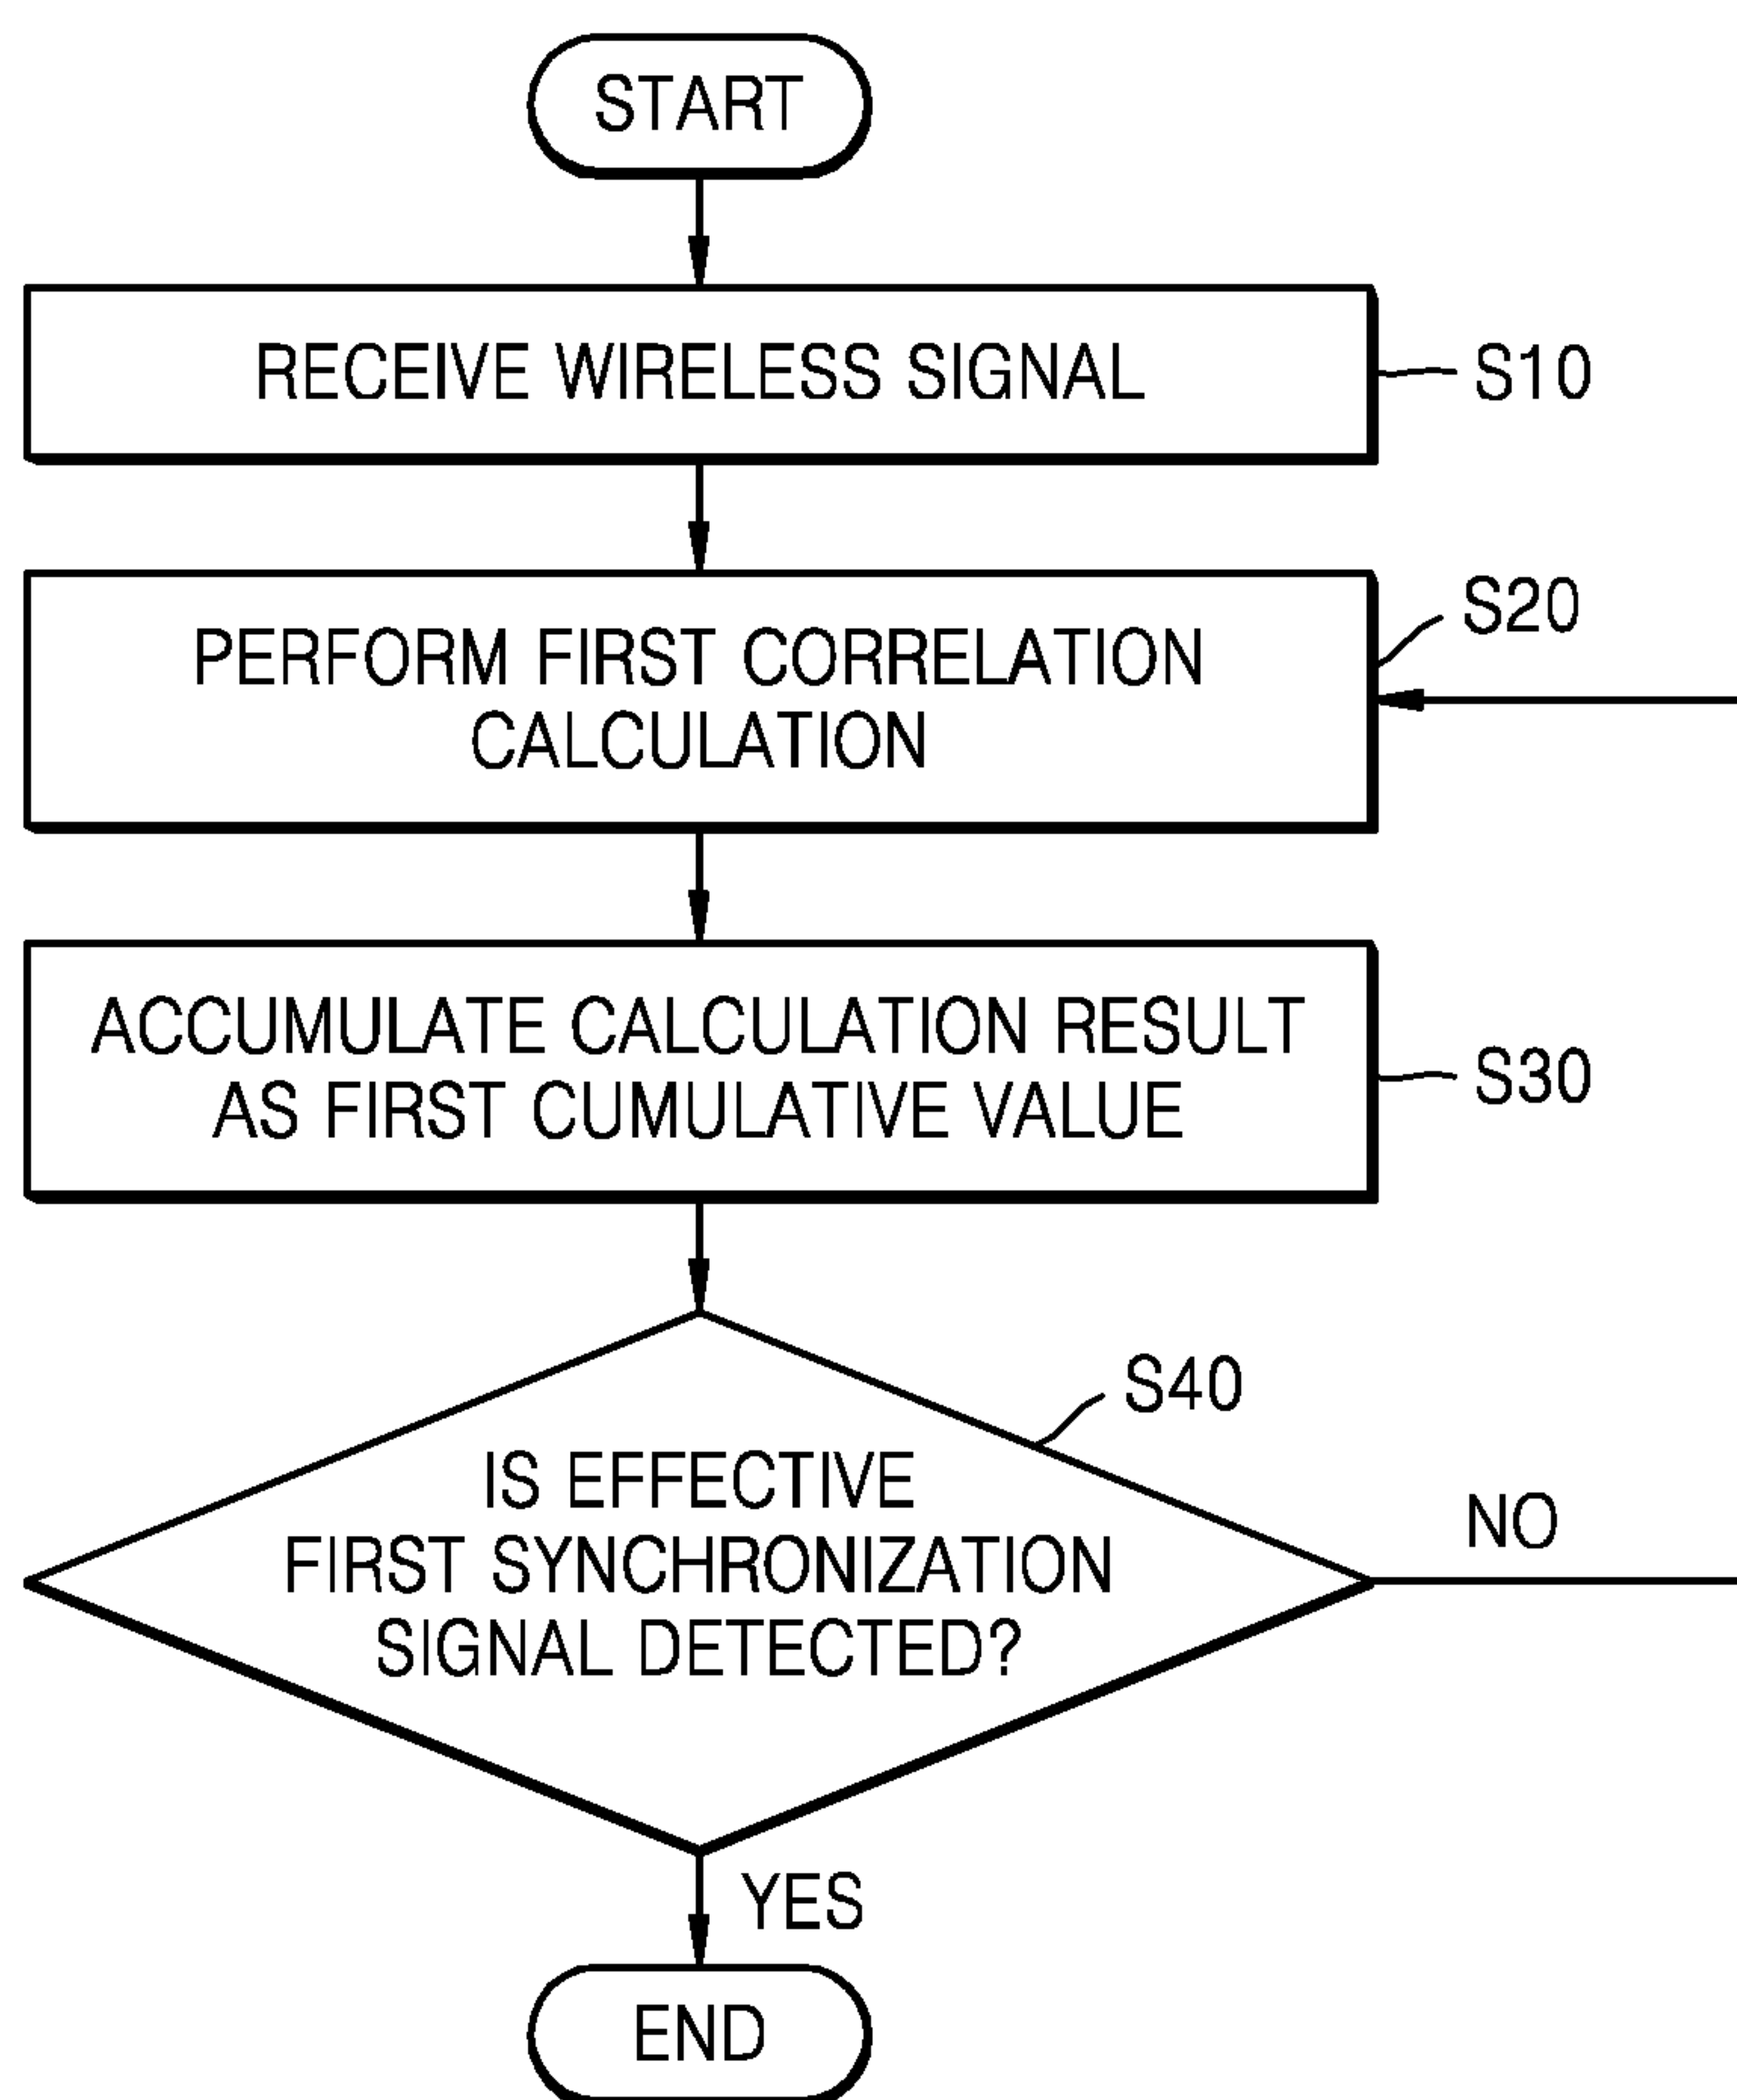 START
RECEIVE WIRELESS SIGNAL
S10
S20
PERFORM FIRST CORRELATION
CALCULATION
ACCUMULATE CALCULATION RESULT
AS FIRST CUMULATIVE VALUE
S30
S40
IS EFFECTIVE
FIRST SYNCHRONIZATION
SIGNAL DETECTED?
NO
YES
END